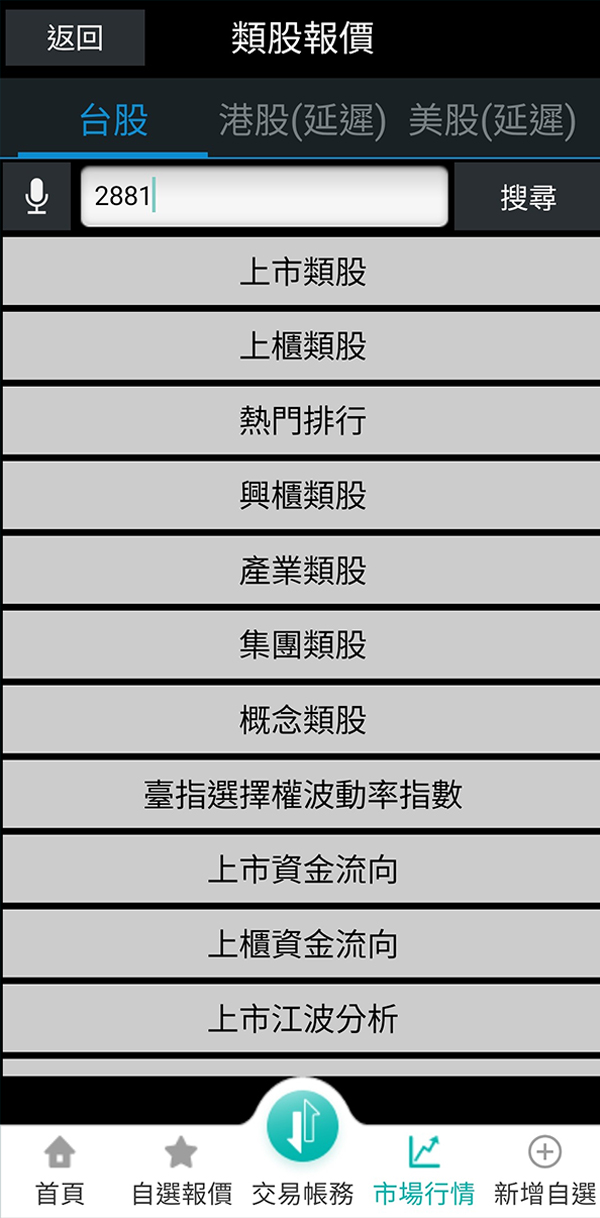 返回 類股報價
台股 港股(延遲) 美股(延遲)
2881 搜尋
上市類股
上櫃類股
熱門排行
興櫃類股
產業類股
集團類股
概念類股
臺指選擇權波動率指數
上市資金流向
上櫃資金流向
上市江波分析
首頁 自選報價 交易帳務 市場行情 新增自選